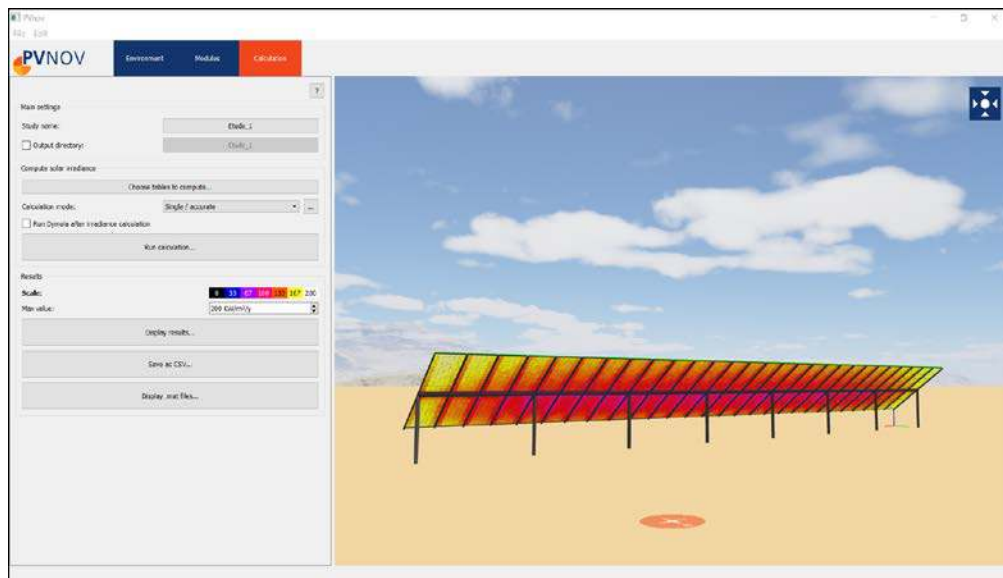 PVnov
File Edit
PVNOV
Environment Modules Calculation
?
Main settings
Study name: Etude_1
Output directory: Etude_1
Compute solar irradiance
Choose tables to compute...
Calculation mode: Single / accurate ...
Run Dymola after irradiance calculation
Run calculation...
Results
Scale: 0 33 67 100 133 167 200
Max value: 200 KW/m²/y
Display results...
Save as CSV...
Display .mat files...